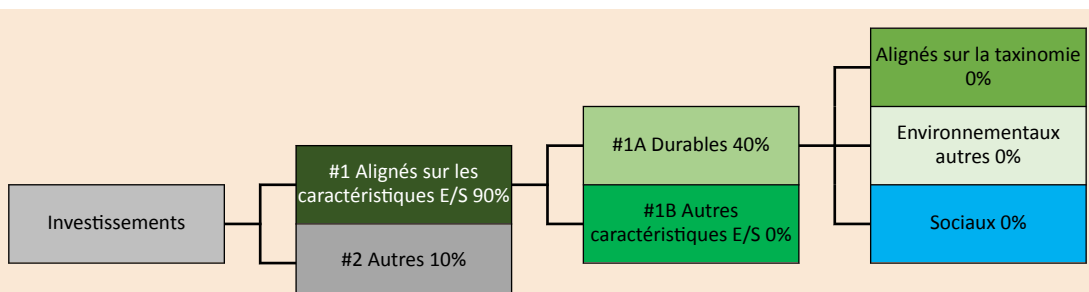 Investissements
#1 Alignés sur les
caractéristiques E/S 90%
#2 Autres 10%
#1A Durables 40%
#1B Autres
caractéristiques E/S 0%
Alignés sur la taxinomie
0%
Environnementaux
autres 0%
Sociaux 0%